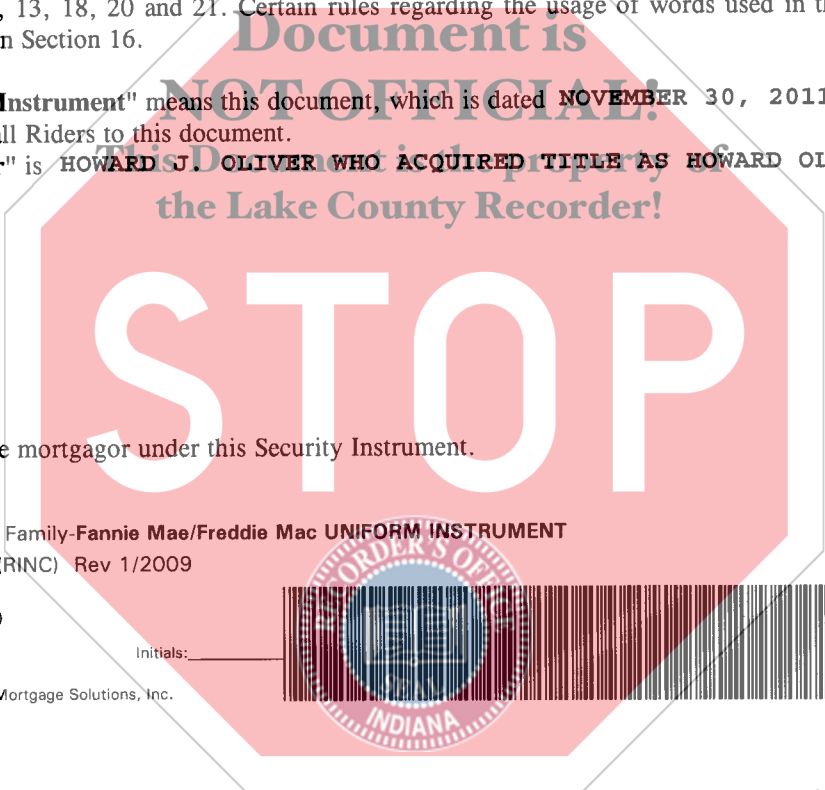 , 13, 18, 20 and 21. Certain rules regarding the usage of words used in
n Section 16.
Document is
NOT OFFICIAL!
Instrument" means this document, which is dated NOVEMBER 30, 2011
all Riders to this document.
This Document is the property of
" is HOWARD J. OLIVER WHO ACQUIRED TITLE AS HOWARD OL
the Lake County Recorder!
STOP
e mortgagor under this Security Instrument.
Family-Fannie Mae/Freddie Mac UNIFORM INSTRUMENT
(RINC) Rev 1/2009
)
RECORDER'S OFFICE
Initials:
SEAL
Mortgage Solutions, Inc.
INDIANA